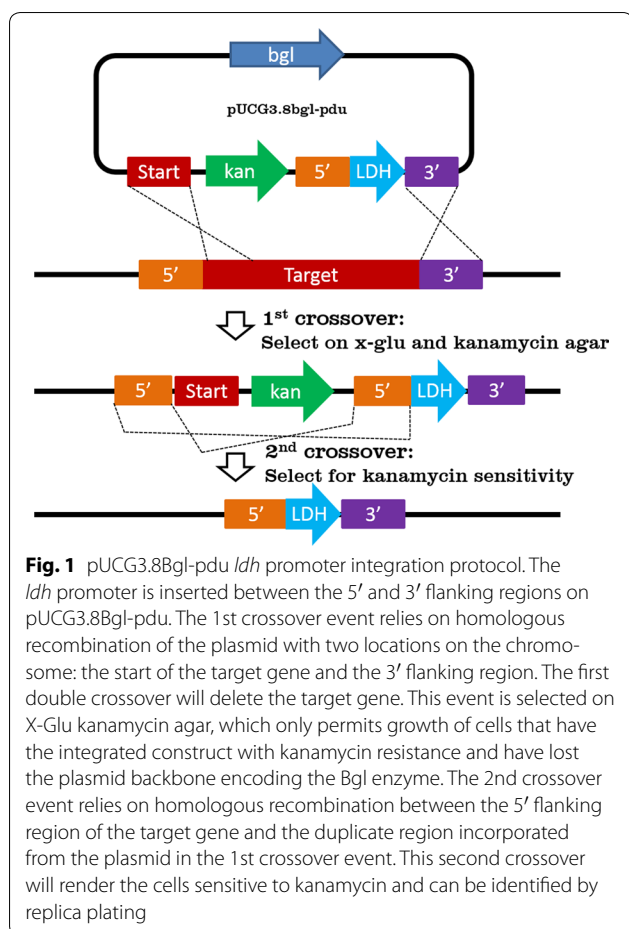 bgl
pUCG3.8bgl-pdu
Start kan 5′ LDH 3′
5′ Target 3′
1st crossover:
Select on x-glu and kanamycin agar
5′ Start kan 5′ LDH 3′
2nd crossover:
Select for kanamycin sensitivity
5′ LDH 3′
Fig. 1 pUCG3.8Bgl-pdu ldh promoter integration protocol. The
ldh promoter is inserted between the 5′ and 3′ flanking regions on
pUCG3.8Bgl-pdu. The 1st crossover event relies on homologous
recombination of the plasmid with two locations on the chromo-
some: the start of the target gene and the 3′ flanking region. The first
double crossover will delete the target gene. This event is selected on
X-Glu kanamycin agar, which only permits growth of cells that have
the integrated construct with kanamycin resistance and have lost
the plasmid backbone encoding the Bgl enzyme. The 2nd crossover
event relies on homologous recombination between the 5′ flanking
region of the target gene and the duplicate region incorporated
from the plasmid in the 1st crossover event. This second crossover
will render the cells sensitive to kanamycin and can be identified by
replica plating